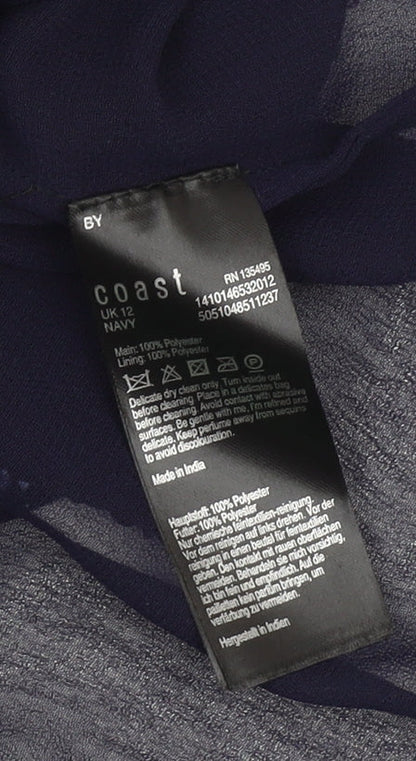 BY
coast
UK 12
NAVY
RN 135495
1410146532012
5051048511237
Main: 100% Polyester
Lining: 100% Polyester
P
Delicate dry clean only. Turn inside out
before cleaning. Place in a delicates bag
before cleaning. Avoid contact with abrasive
surfaces. Be gentle with me, I'm refined and
delicate. Keep perfume away from sequins
to avoid discolouration.
Made in India
Hauptstoff: 100% Polyester
Futter: 100% Polyester
Nur chemische feintextilien-reinigung.
Vor dem reinigen auf links drehen. Vor der
reinigung in einen beutel für feintextilien
geben. Den kontakt mit rauen oberflächen
vermeiden. Behandeln sie mich vorsichtig,
ich bin fein und empfindlich. Auf die
pailletten kein parfüm bringen, um
verfärbung zu vermeiden.
Hergestellt in Indien